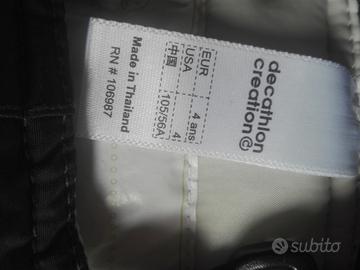 decathlon
creation©
EUR 4 ans
USA 4
中国 105/56A
Made in Thailand
RN # 106987
subito